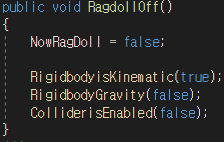 public void RagdollOff()
{
NowRagDoll = false;
RigidbodyisKinematic(true);
RigidbodyGravity(false);
ColliderisEnabled(false);
}